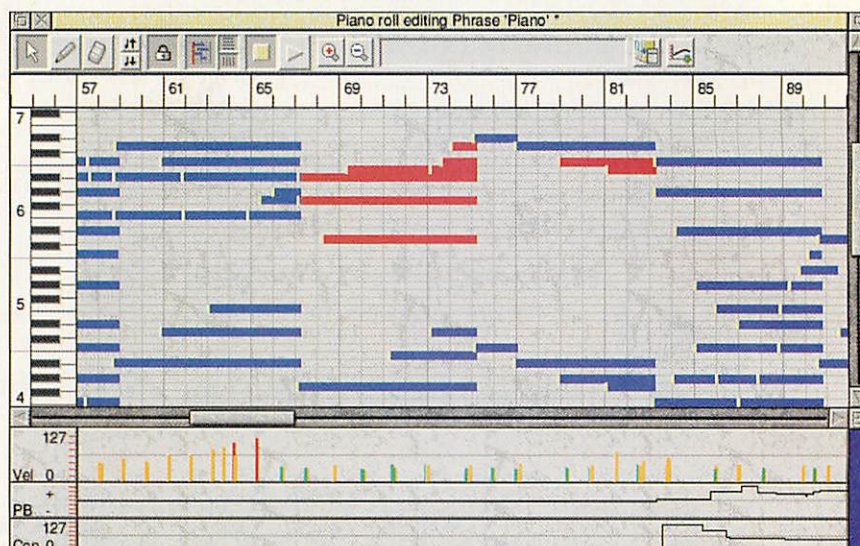 Piano roll editing Phrase 'Piano' *
57 61 65 69 73 77 81 85 89
7
6
5
4
127
Vel 0
+
PB -
127
Con 0